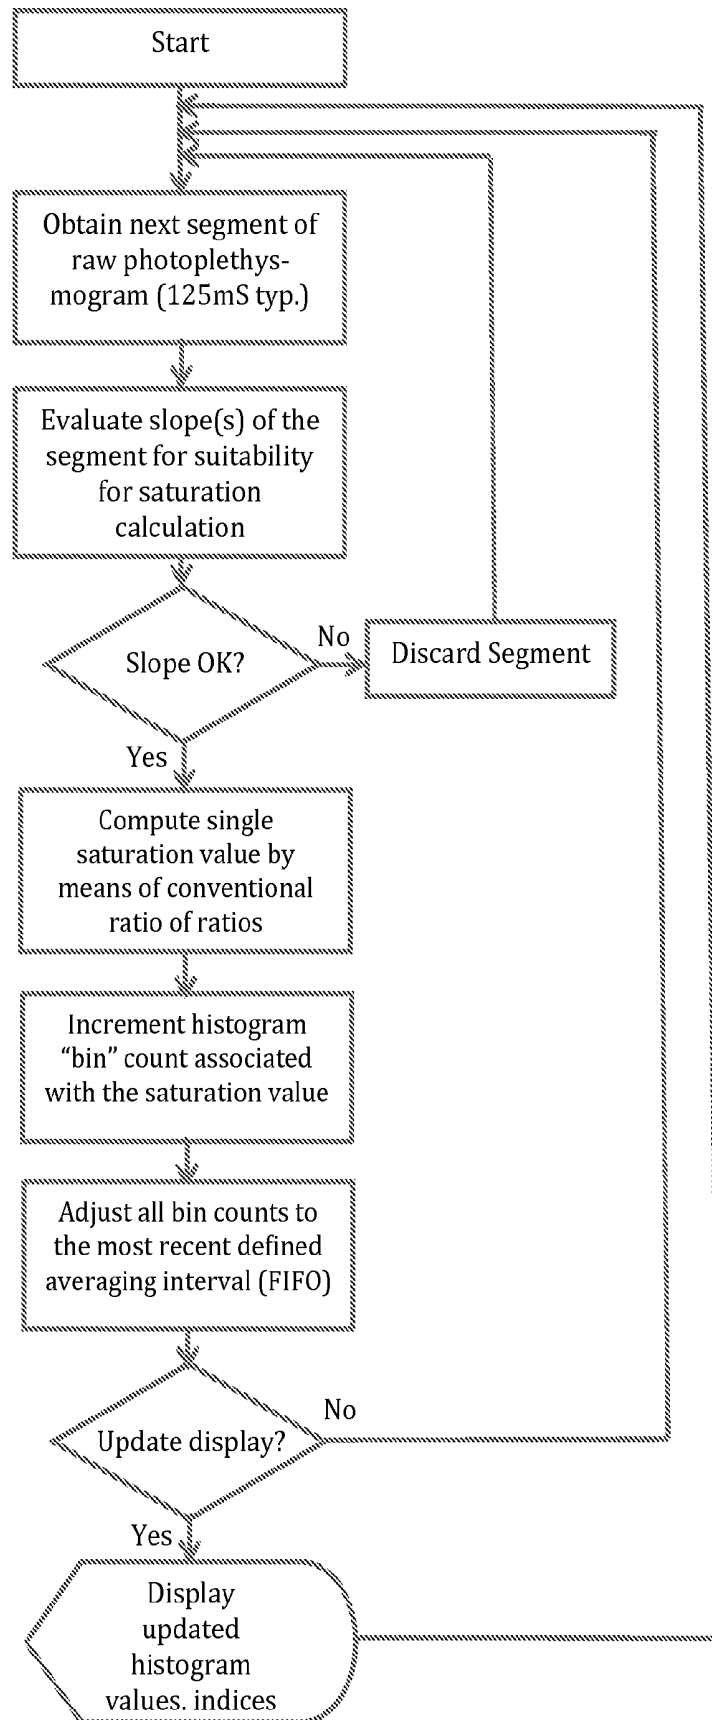 Start
Obtain next segment of
raw photoplethys-
mogram (125mS typ.)
Evaluate slope(s) of the
segment for suitability
for saturation
calculation
Slope OK?
No
Discard Segment
Yes
Compute single
saturation value by
means of conventional
ratio of ratios
Increment histogram
“bin” count associated
with the saturation value
Adjust all bin counts to
the most recent defined
averaging interval (FIFO)
Update display?
No
Yes
Display
updated
histogram
values. indices